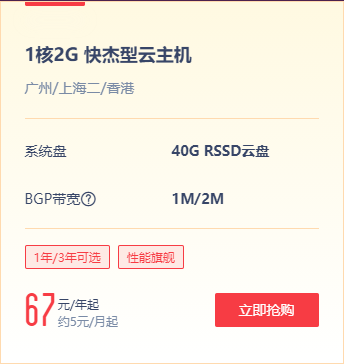 1核2G 快杰型云主机
广州/上海二/香港
系统盘 40G RSSD云盘
BGP带宽? 1M/2M
1年/3年可选 性能旗舰
67元/年起
约5元/月起
立即抢购